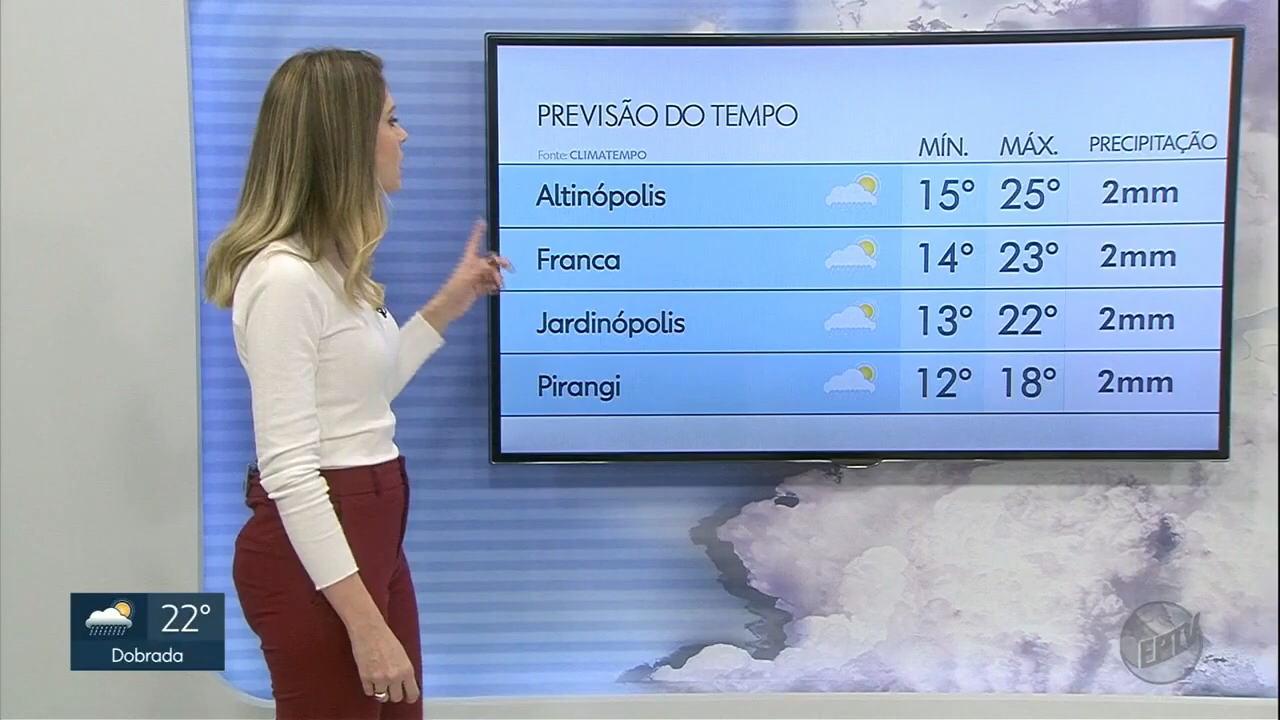 PREVISÃO DO TEMPO
Fonte: CLIMATEMPO
MÍN. MÁX. PRECIPITAÇÃO
Altinópolis 15° 25° 2mm
Franca 14° 23° 2mm
Jardinópolis 13° 22° 2mm
Pirangi 12° 18° 2mm
22°
Dobrada
EPTV